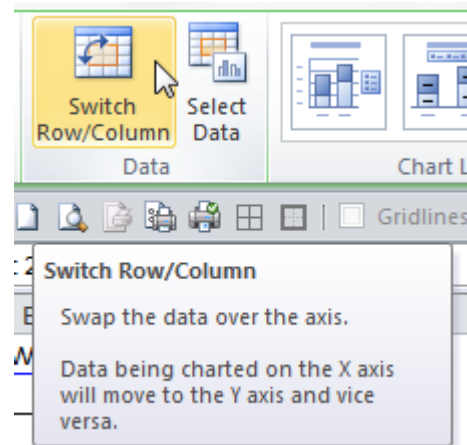 Switch
Row/Column
Select
Data
Data
Chart L
Gridlines
Switch Row/Column
Swap the data over the axis.
Data being charted on the X axis
will move to the Y axis and vice
versa.